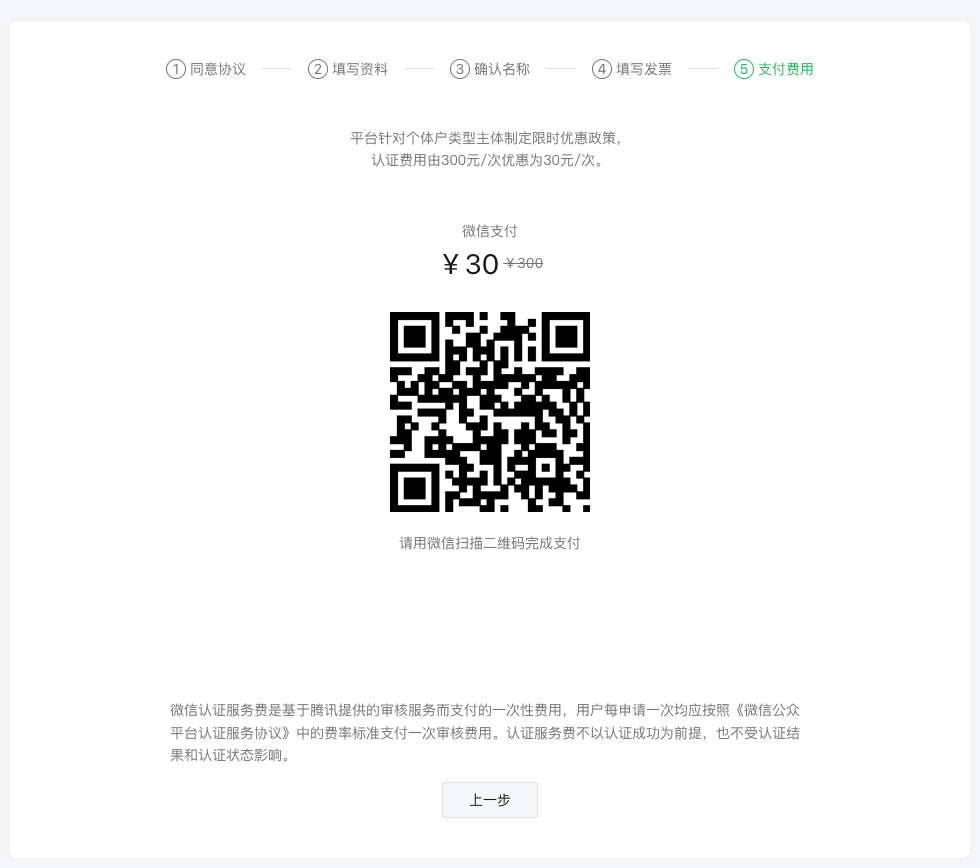 1 同意协议 2 填写资料 3 确认名称 4 填写发票 5 支付费用
平台针对个体户类型主体制定限时优惠政策，
认证费用由300元/次优惠为30元/次。
微信支付
¥ 30 ¥ 300
请用微信扫描二维码完成支付
微信认证服务费是基于腾讯提供的审核服务而支付的一次性费用，用户每申请一次均应按照《微信公众
平台认证服务协议》中的费率标准支付一次审核费用。认证服务费不以认证成功为前提，也不受认证结
果和认证状态影响。
上一步